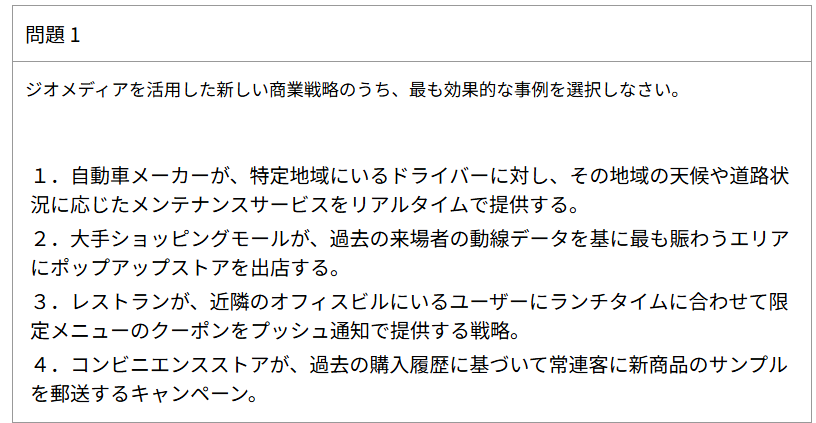 問題 1
ジオメディアを活用した新しい商業戦略のうち、最も効果的な事例を選択しなさい。
１．自動車メーカーが、特定地域にいるドライバーに対し、その地域の天候や道路状
況に応じたメンテナンスサービスをリアルタイムで提供する。
２．大手ショッピングモールが、過去の来場者の動線データを基に最も賑わうエリア
にポップアップストアを出店する。
３．レストランが、近隣のオフィスビルにいるユーザーにランチタイムに合わせて限
定メニューのクーポンをプッシュ通知で提供する戦略。
４．コンビニエンスストアが、過去の購入履歴に基づいて常連客に新商品のサンプル
を郵送するキャンペーン。